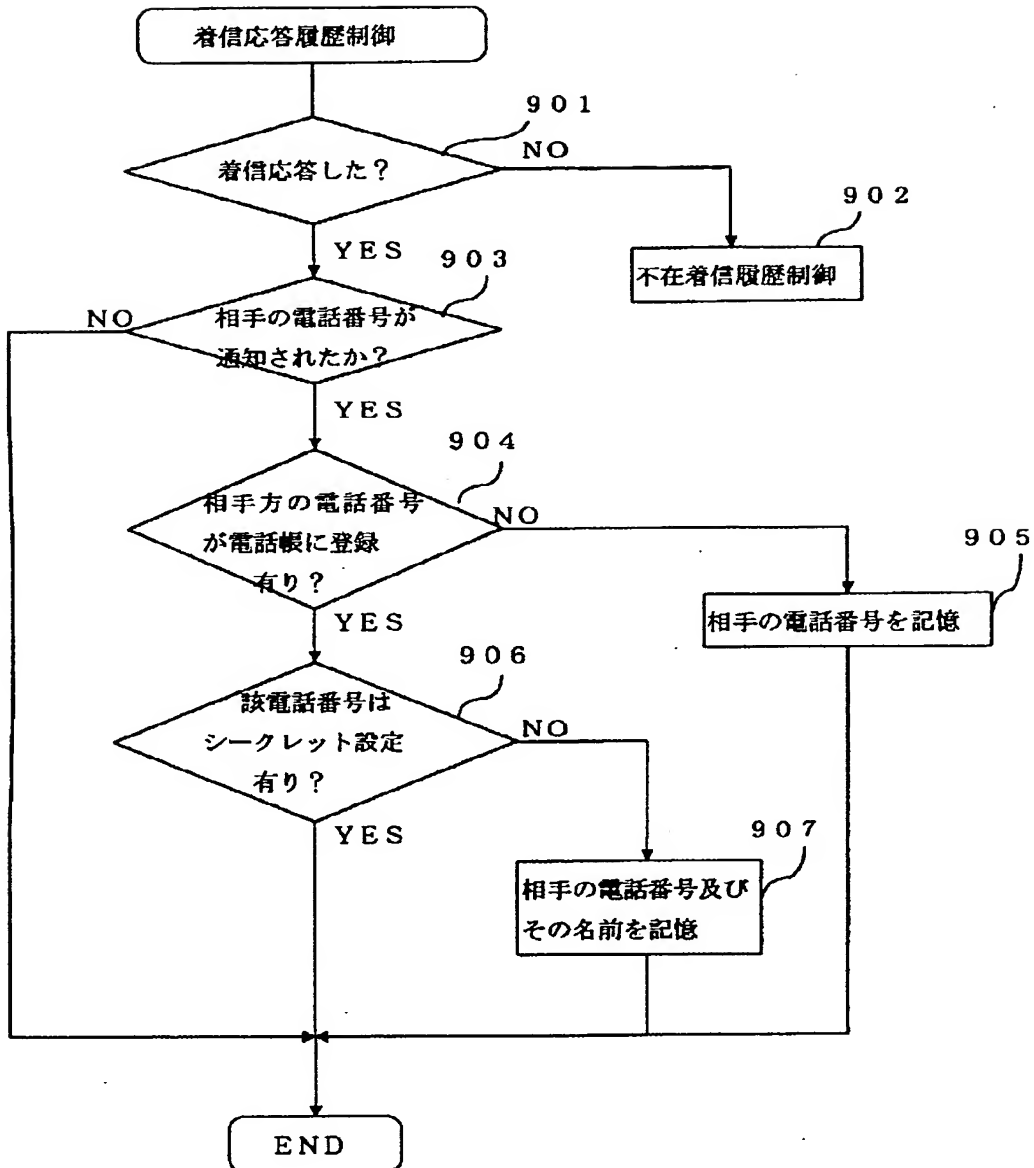 着信応答履歴制御
901
着信応答した?
NO
902
不在着信履歴制御
YES
903
相手の電話番号が
通知されたか?
NO
YES
904
相手方の電話番号
が電話帳に登録
有り?
NO
905
相手の電話番号を記憶
YES
906
該電話番号は
シークレット設定
有り?
NO
YES
907
相手の電話番号及び
その名前を記憶
END